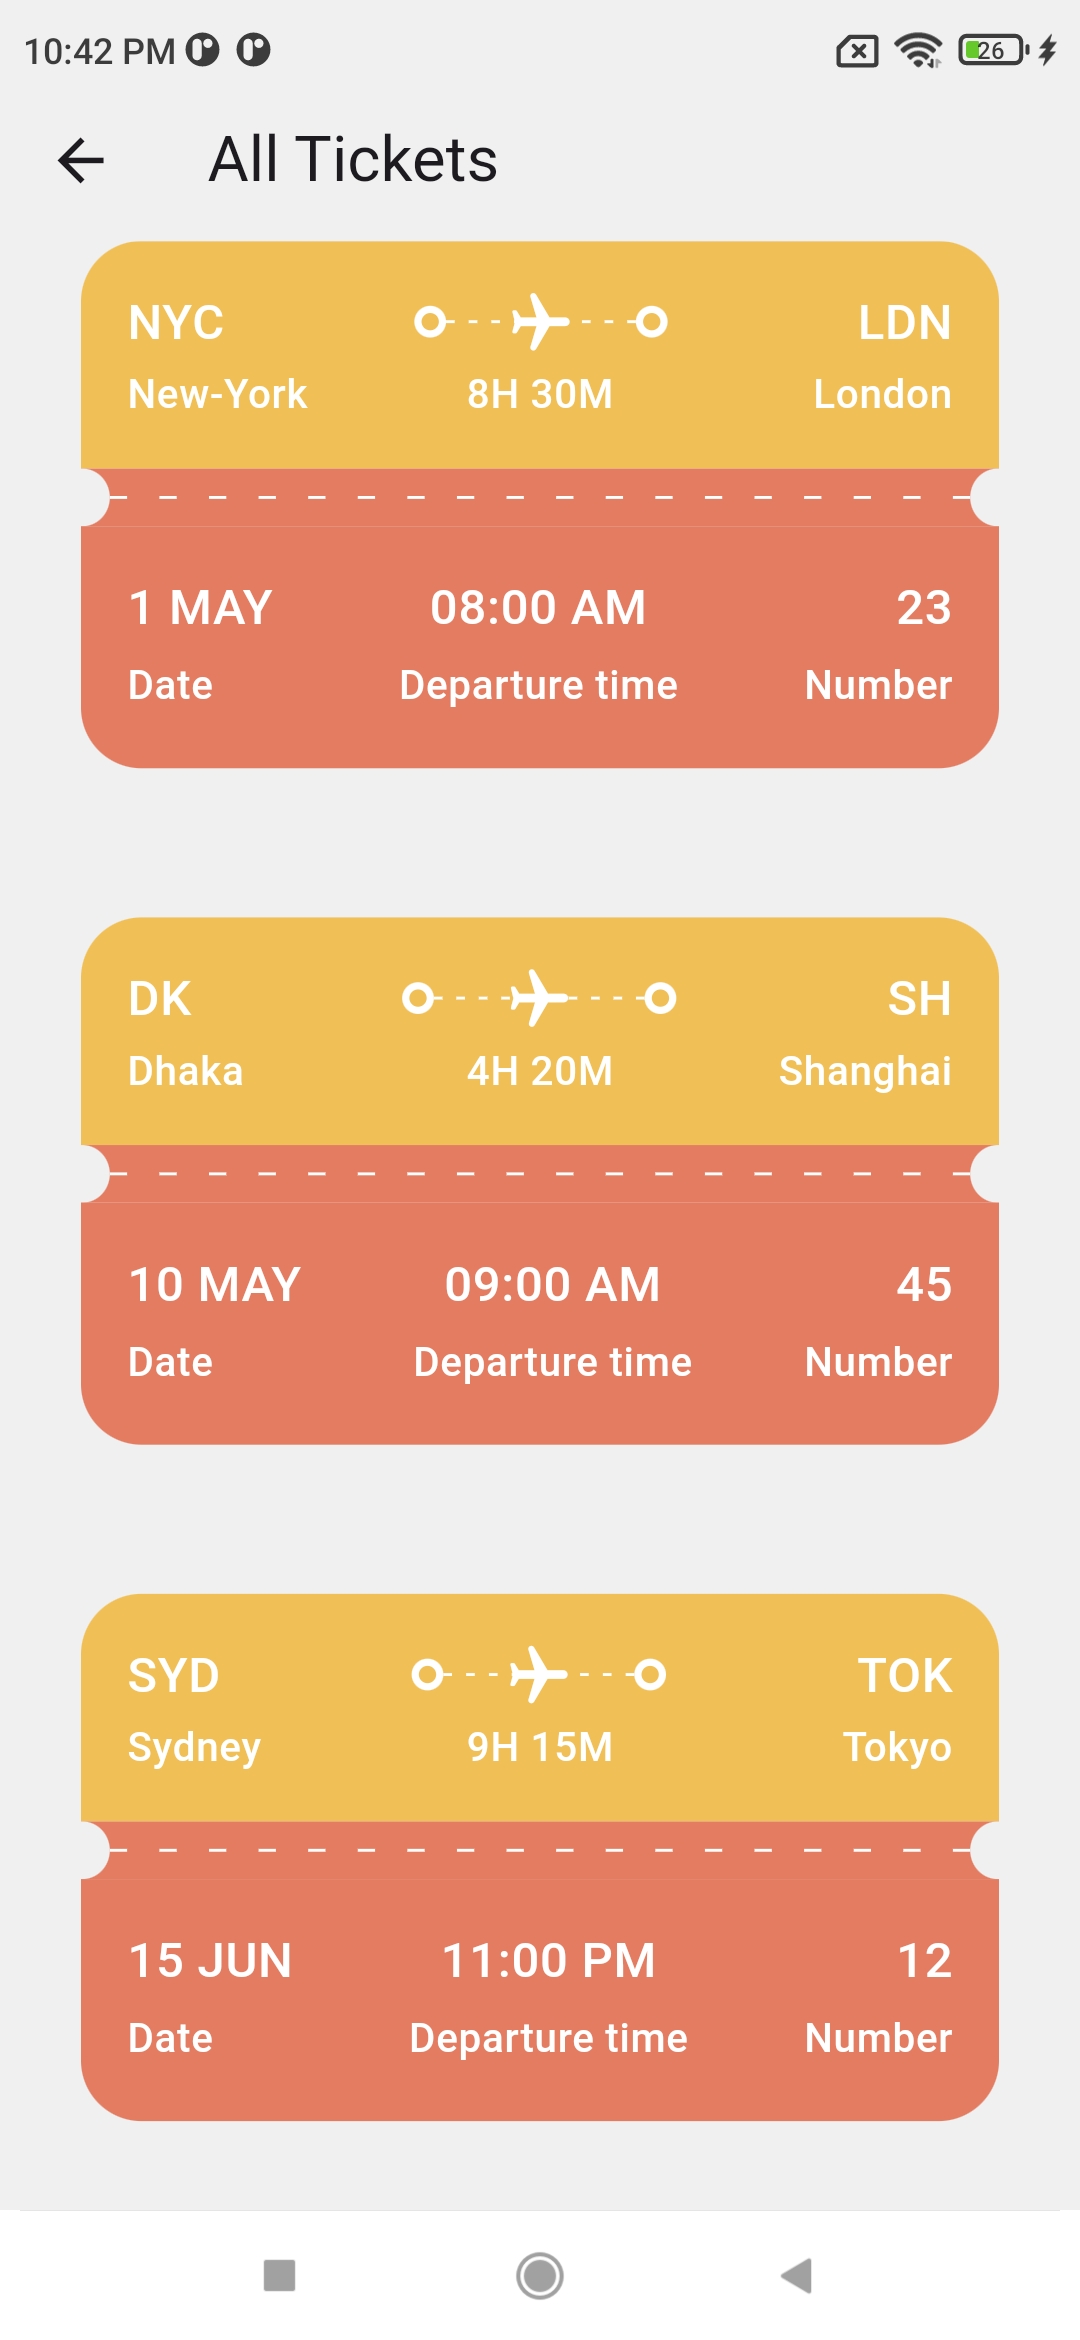 10:42 PM 26
All Tickets
NYC LDN
New-York 8H 30M London
1 MAY 08:00 AM 23
Date Departure time Number
DK SH
Dhaka 4H 20M Shanghai
10 MAY 09:00 AM 45
Date Departure time Number
SYD TOK
Sydney 9H 15M Tokyo
15 JUN 11:00 PM 12
Date Departure time Number